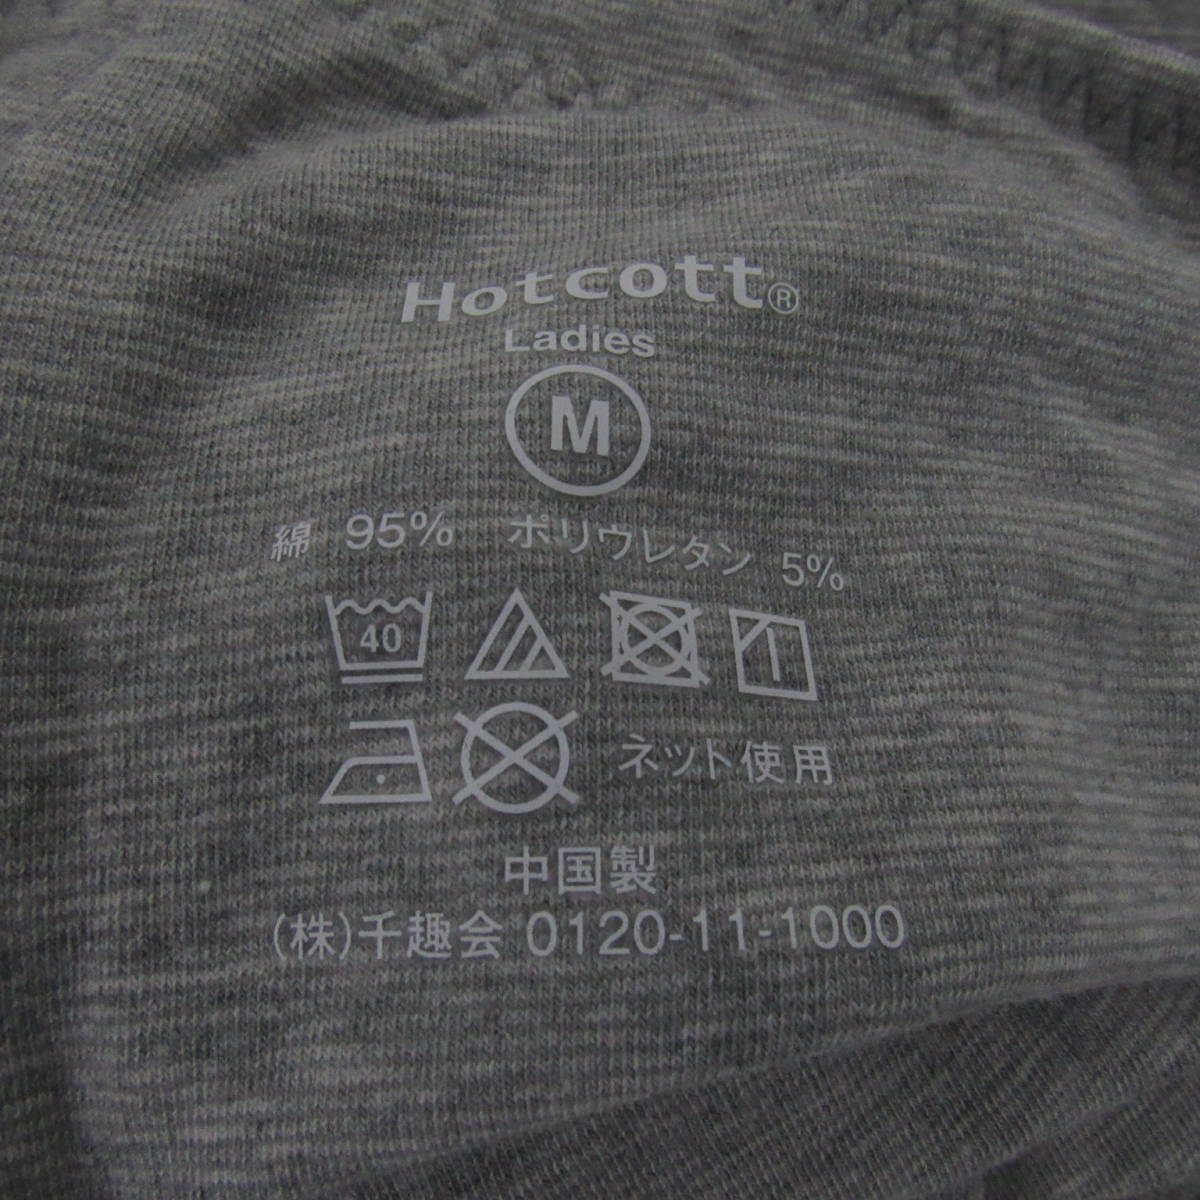 Hotcott®
Ladies
M
綿 95% ポリウレタン 5%
40
ネット使用
中国製
(株)千趣会 0120-11-1000